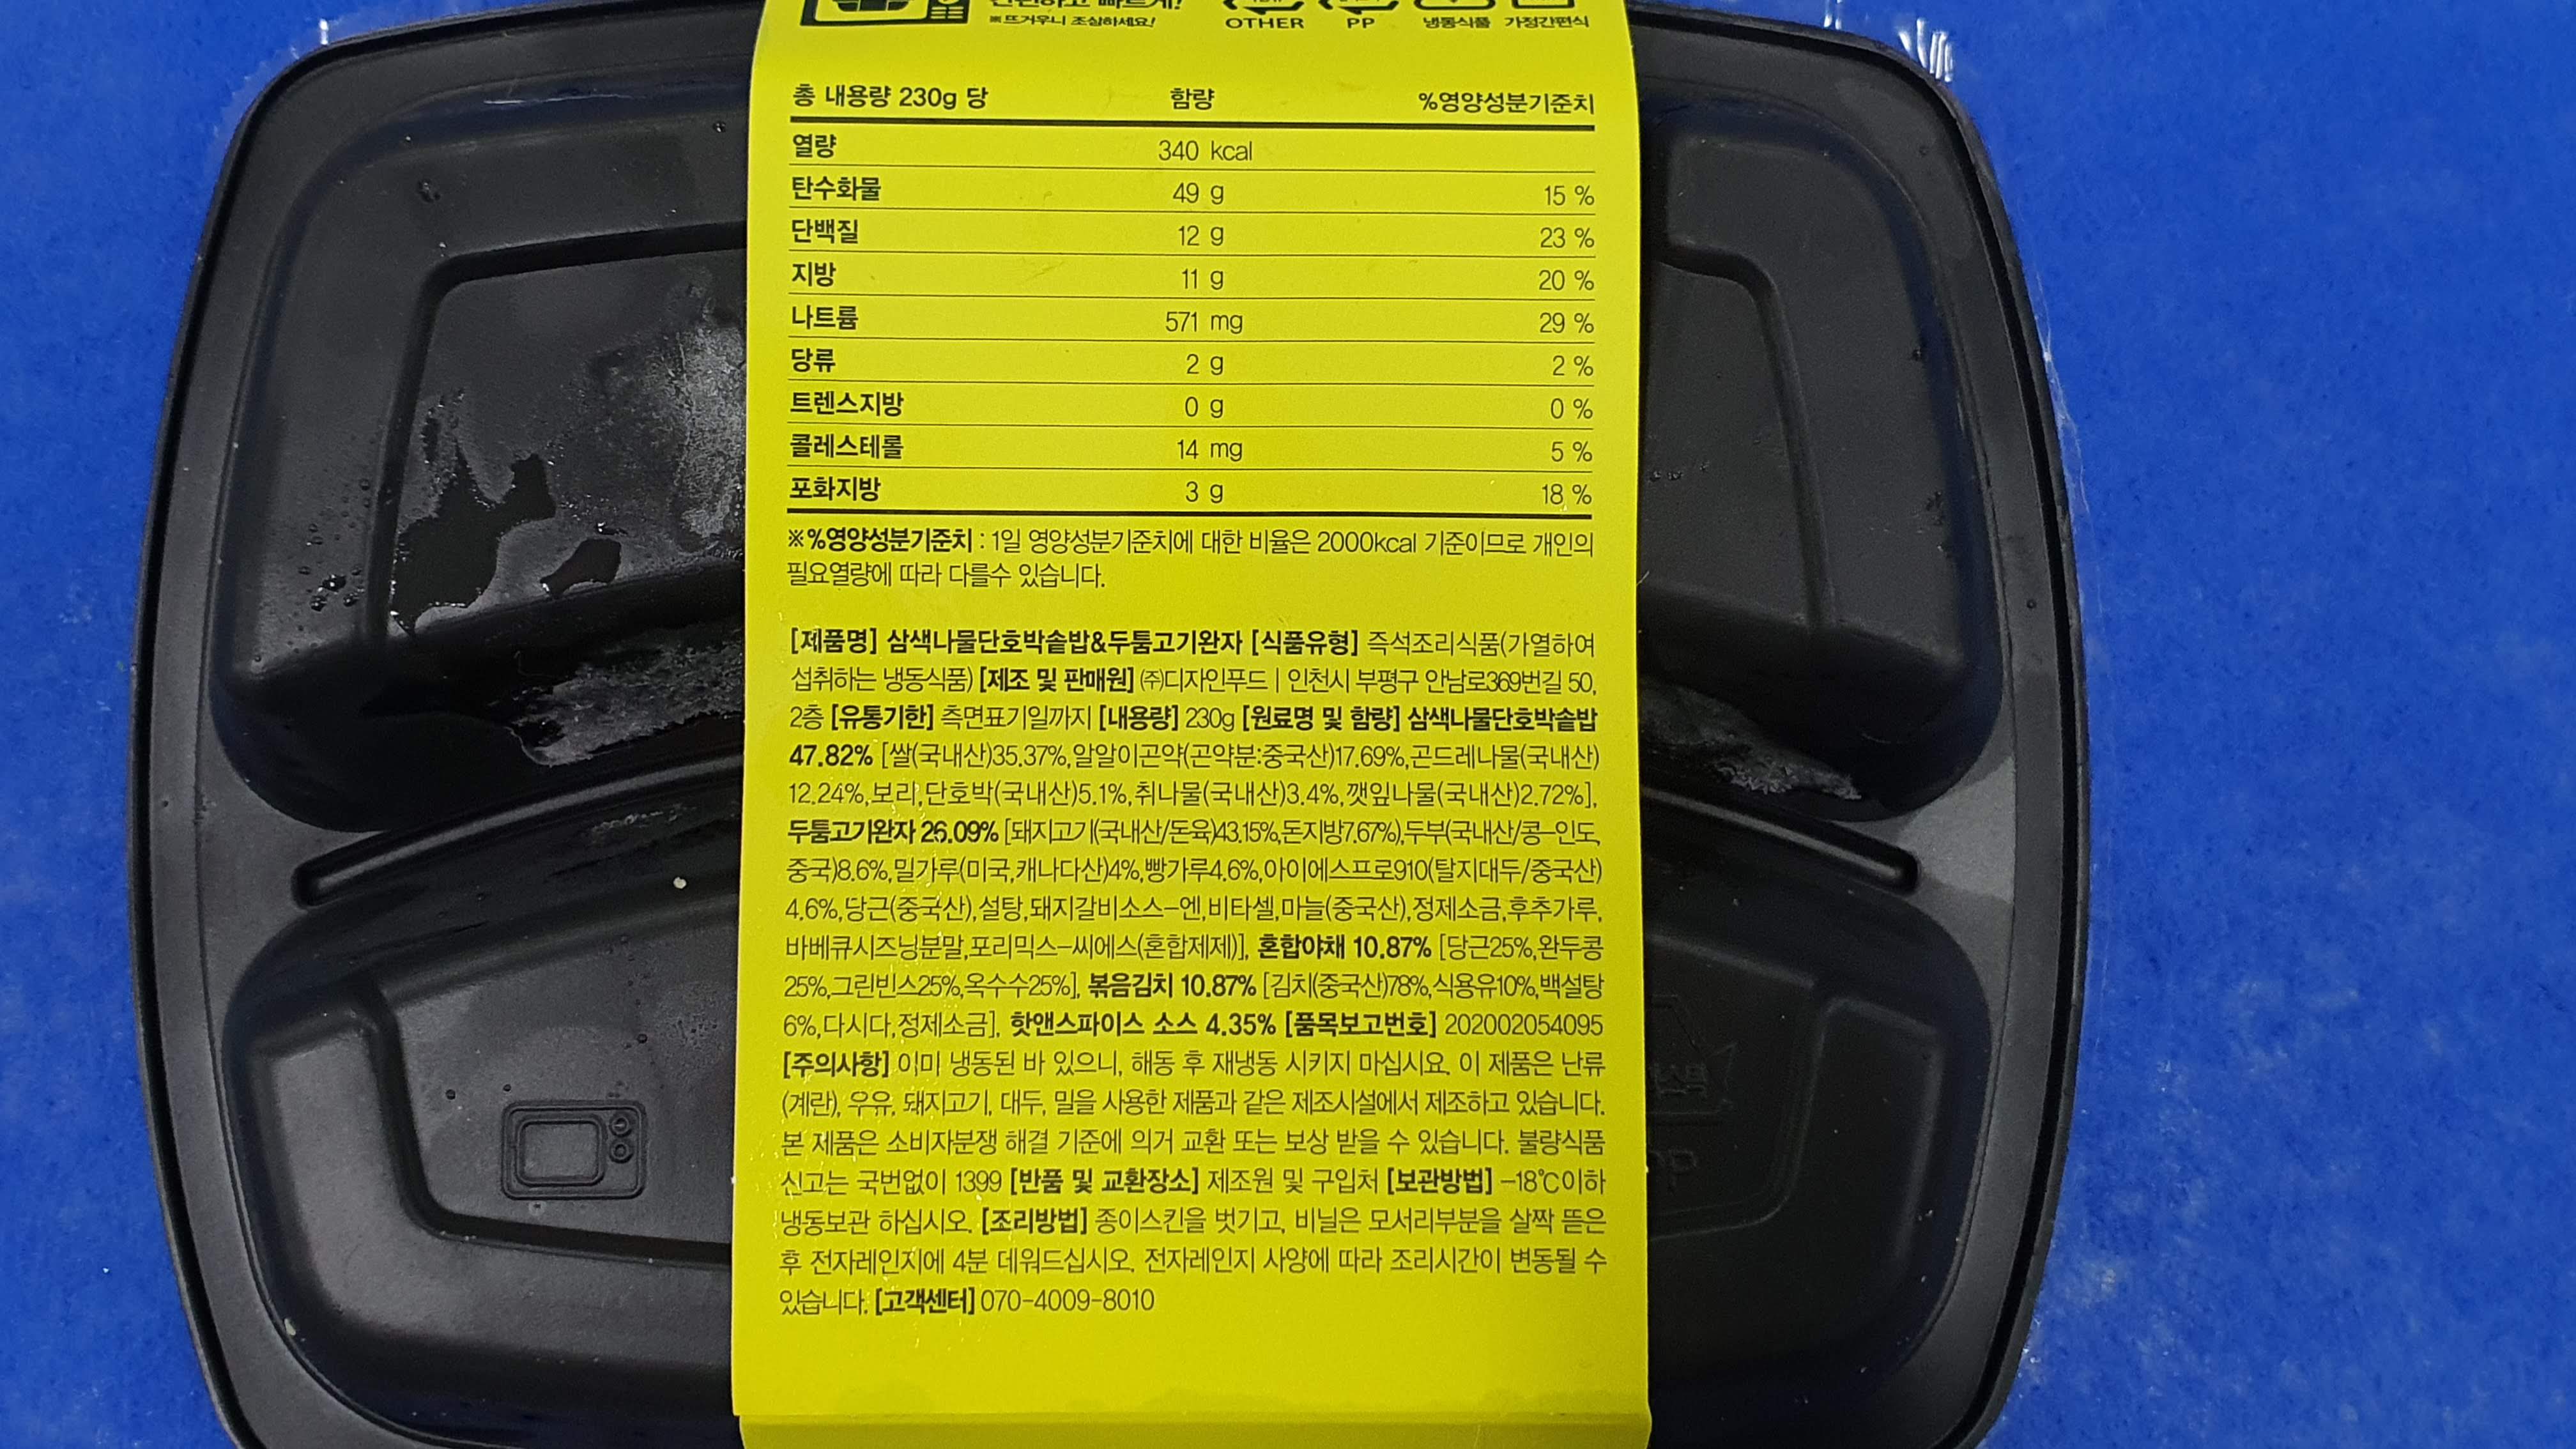 ※뜨거우니 조심하세요!
OTHER PP 냉동식품 가정간편식
총 내용량 230g 당 함량 %영양성분기준치
열량 340 kcal
탄수화물 49 g 15 %
단백질 12 g 23 %
지방 11 g 20 %
나트륨 571 mg 29 %
당류 2 g 2 %
트렌스지방 0 g 0 %
콜레스테롤 14 mg 5 %
포화지방 3 g 18 %
※%영양성분기준치 : 1일 영양성분기준치에 대한 비율은 2000kcal 기준이므로 개인의
필요열량에 따라 다를수 있습니다.
[제품명] 삼색나물단호박솥밥&두툼고기완자 [식품유형] 즉석조리식품(가열하여
섭취하는 냉동식품) [제조 및 판매원] ㈜디자인푸드 | 인천시 부평구 안남로369번길 50,
2층 [유통기한] 측면표기일까지 [내용량] 230g [원료명 및 함량] 삼색나물단호박솥밥
47.82% [쌀(국내산)35.37%,알알이곤약(곤약분:중국산)17.69%,곤드레나물(국내산)
12.24%,보리,단호박(국내산)5.1%,취나물(국내산)3.4%,깻잎나물(국내산)2.72%],
두툼고기완자 26.09% [돼지고기(국내산/돈육)43.15%,돈지방7.67%),두부(국내산/콩-인도,
중국)8.6%,밀가루(미국,캐나다산)4%,빵가루4.6%,아이에스프로910(탈지대두/중국산)
4.6%,당근(중국산),설탕,돼지갈비소스-엔,비타셀,마늘(중국산),정제소금,후추가루,
바베큐시즈닝분말,포리믹스-씨에스(혼합제제)], 혼합야채 10.87% [당근25%,완두콩
25%,그린빈스25%,옥수수25%], 볶음김치 10.87% [김치(중국산)78%,식용유10%,백설탕
6%,다시다,정제소금], 핫앤스파이스 소스 4.35% [품목보고번호] 202002054095
[주의사항] 이미 냉동된 바 있으니, 해동 후 재냉동 시키지 마십시요. 이 제품은 난류
(계란), 우유, 돼지고기, 대두, 밀을 사용한 제품과 같은 제조시설에서 제조하고 있습니다.
본 제품은 소비자분쟁 해결 기준에 의거 교환 또는 보상 받을 수 있습니다. 불량식품
신고는 국번없이 1399 [반품 및 교환장소] 제조원 및 구입처 [보관방법] -18℃이하
냉동보관 하십시오. [조리방법] 종이스킨을 벗기고, 비닐은 모서리부분을 살짝 뜯은
후 전자레인지에 4분 데워드십시오. 전자레인지 사양에 따라 조리시간이 변동될 수
있습니다. [고객센터] 070-4009-8010